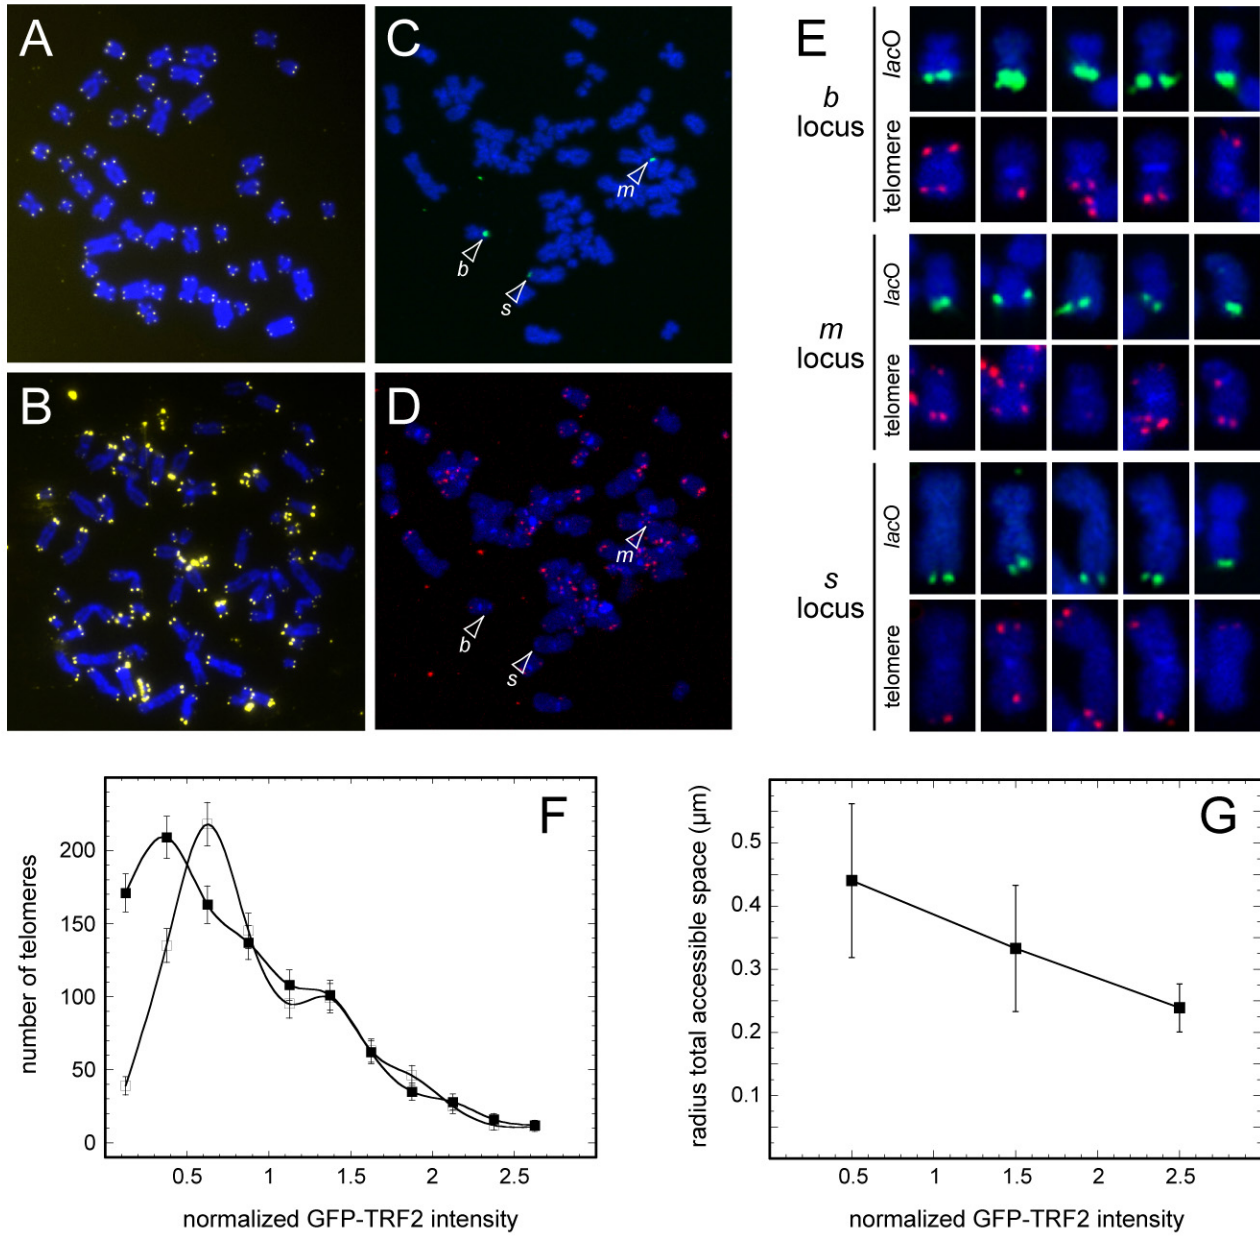 A
B
C
m
b
s
D
m
b
s
E
b
locus
lacO
telomere
m
locus
lacO
telomere
s
locus
lacO
telomere
F
number of telomeres
200
150
100
50
0
0.5 1 1.5 2 2.5
normalized GFP-TRF2 intensity
G
radius total accessible space (μm)
0.5
0.4
0.3
0.2
0.1
0.5 1 1.5 2 2.5
normalized GFP-TRF2 intensity